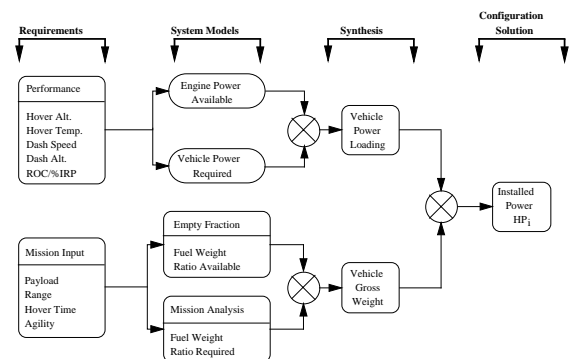 Requirements
System Models
Synthesis
Configuration
Solution
Performance
Hover Alt.
Hover Temp.
Dash Speed
Dash Alt.
ROC/%IRP
Engine Power
Available
Vehicle Power
Required
Vehicle
Power
Loading
Installed
Power
HPi
Mission Input
Payload
Range
Hover Time
Agility
Empty Fraction
Fuel Weight
Ratio Available
Mission Analysis
Fuel Weight
Ratio Required
Vehicle
Gross
Weight